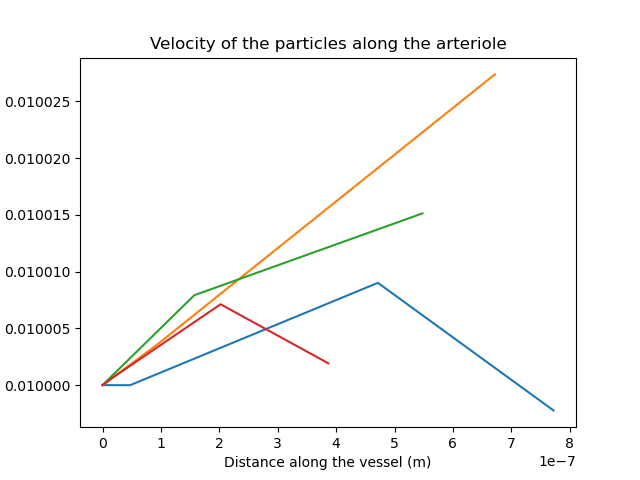 Velocity of the particles along the arteriole
0.010025
0.010020
0.010015
0.010010
0.010005
0.010000
0 1 2 3 4 5 6 7 8
Distance along the vessel (m)
1e−7